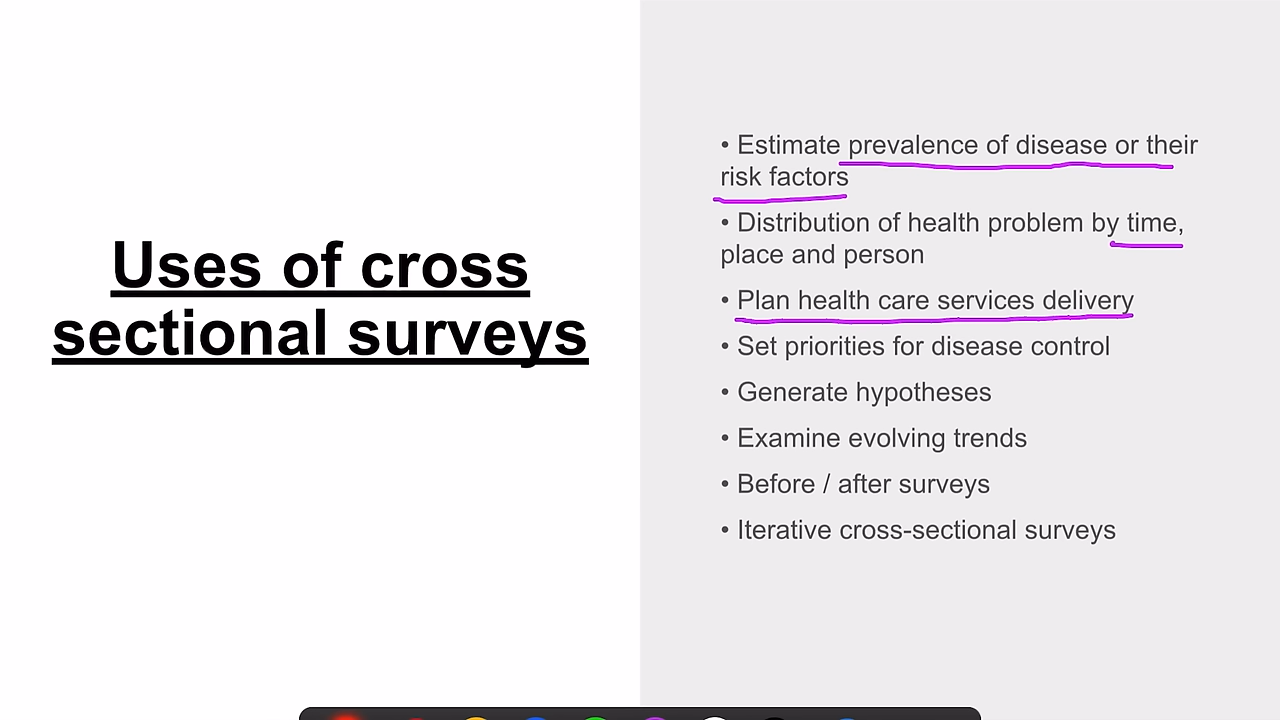 Uses of cross
sectional surveys
• Estimate prevalence of disease or their
risk factors
• Distribution of health problem by time,
place and person
• Plan health care services delivery
• Set priorities for disease control
• Generate hypotheses
• Examine evolving trends
• Before / after surveys
• Iterative cross-sectional surveys